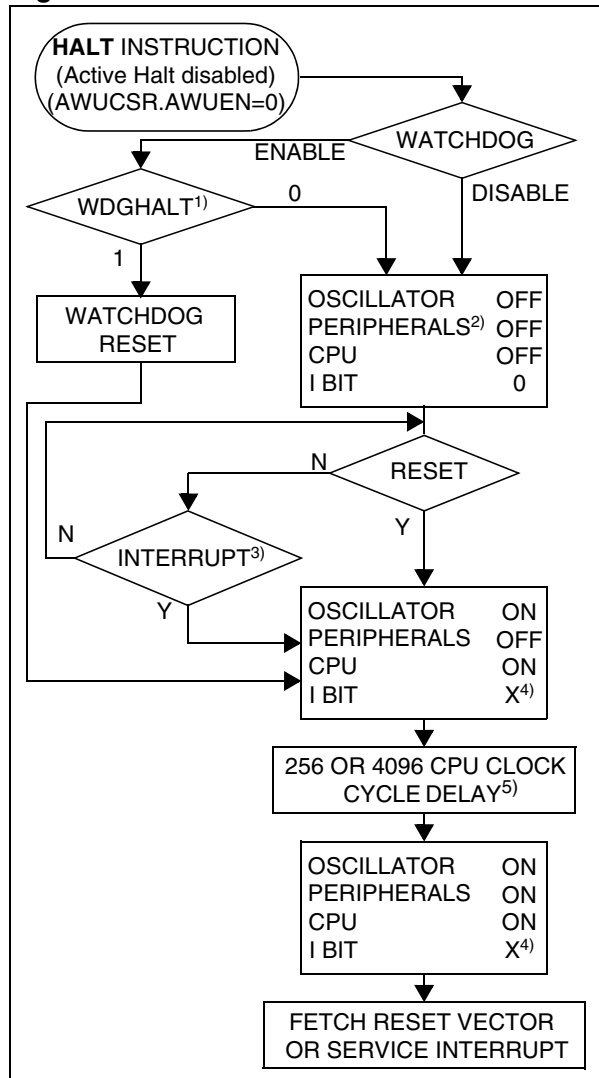 HALT INSTRUCTION
(Active Halt disabled)
(AWUCSR.AWUEN=0)
WATCHDOG
ENABLE
DISABLE
WDGHALT1)
0
1
WATCHDOG
RESET
OSCILLATOR OFF
PERIPHERALS2) OFF
CPU OFF
I BIT 0
RESET
N
Y
INTERRUPT3)
N
Y
OSCILLATOR ON
PERIPHERALS OFF
CPU ON
I BIT X4)
256 OR 4096 CPU CLOCK
CYCLE DELAY5)
OSCILLATOR ON
PERIPHERALS ON
CPU ON
I BIT X4)
FETCH RESET VECTOR
OR SERVICE INTERRUPT